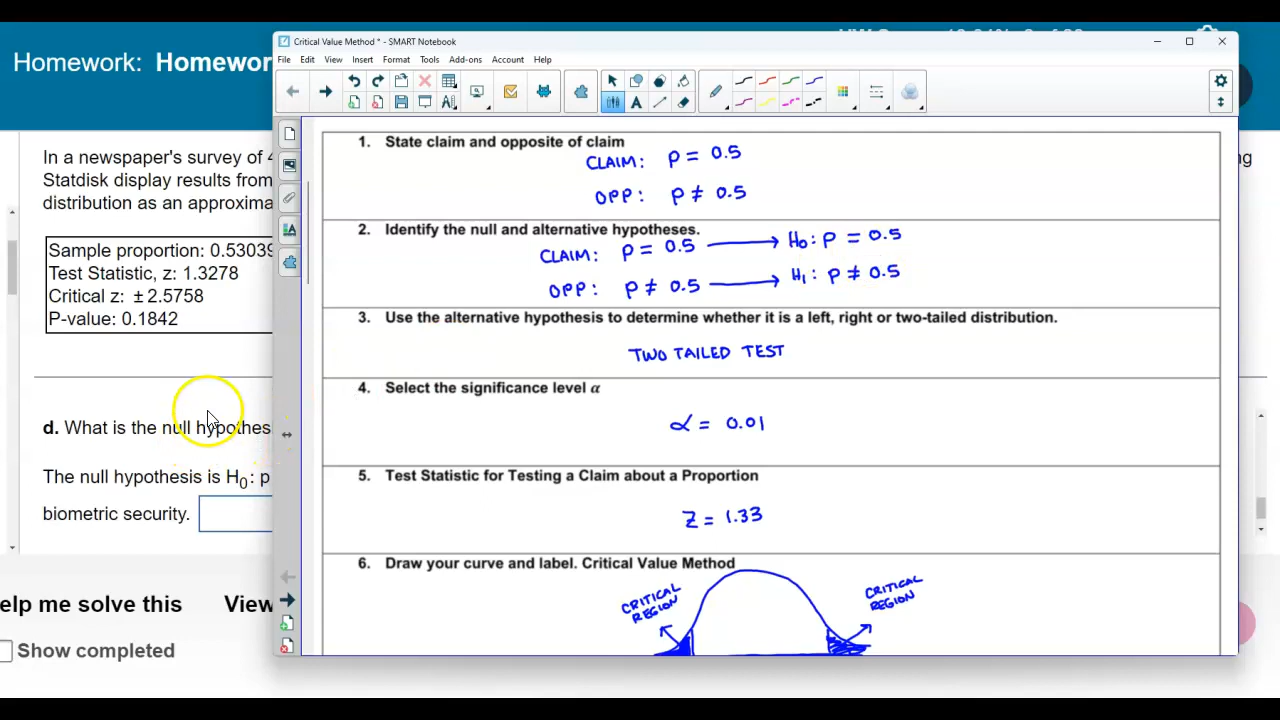 Homework: Homewor
Critical Value Method * - SMART Notebook
File Edit View Insert Format Tools Add-ons Account Help
In a newspaper's survey of 4
Statdisk display results from
distribution as an approxima
Sample proportion: 0.53039
Test Statistic, z: 1.3278
Critical z: ±2.5758
P-value: 0.1842
d. What is the null hypothes
The null hypothesis is H0: p
biometric security.
elp me solve this View
Show completed
1. State claim and opposite of claim
CLAIM: p = 0.5
OPP: p ≠ 0.5
2. Identify the null and alternative hypotheses.
CLAIM: p = 0.5 → H0: p = 0.5
OPP: p ≠ 0.5 → H1: p ≠ 0.5
3. Use the alternative hypothesis to determine whether it is a left, right or two-tailed distribution.
TWO TAILED TEST
4. Select the significance level α
α = 0.01
5. Test Statistic for Testing a Claim about a Proportion
Z = 1.33
6. Draw your curve and label. Critical Value Method
CRITICAL
REGION
CRITICAL
REGION
ng